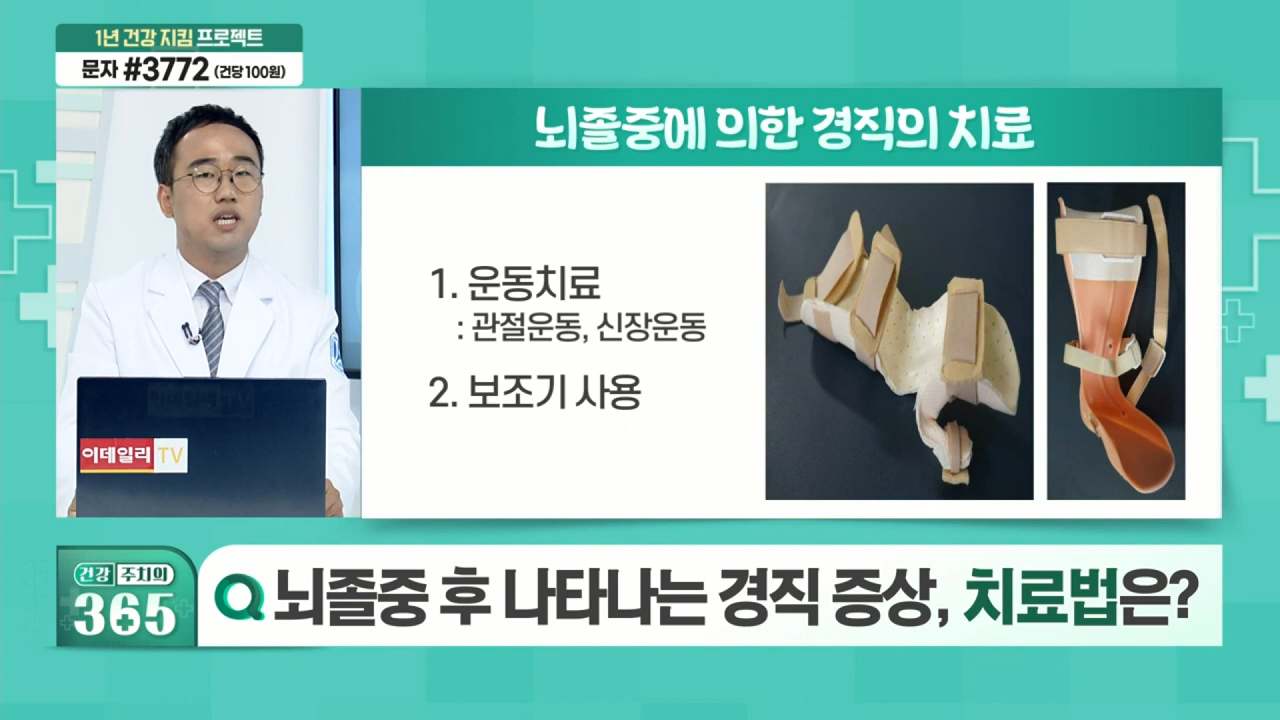 1년 건강 지킴 프로젝트
문자 #3772 (건당 100원)
뇌졸중에 의한 경직의 치료
1. 운동치료
: 관절운동, 신장운동
2. 보조기 사용
이데일리 TV
건강 주치의
365
Q 뇌졸중 후 나타나는 경직 증상, 치료법은?